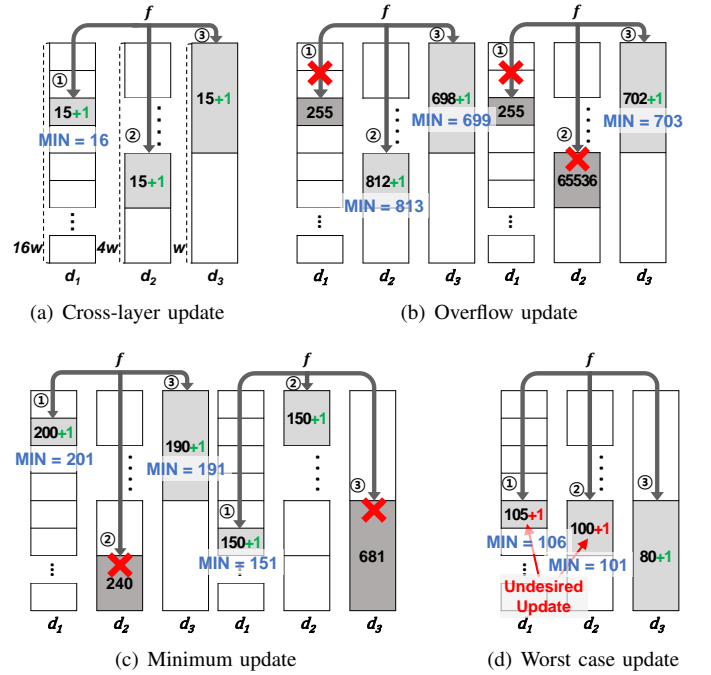 f
①
②
③
15+1
MIN = 16
15+1
15+1
16w
4w
w
d1
d2
d3
(a) Cross-layer update
f
①
②
③
255
812+1
MIN = 813
698+1
MIN = 699
①
②
③
255
65536
702+1
MIN = 703
d1
d2
d3
d1
d2
d3
(b) Overflow update
f
①
②
③
200+1
MIN = 201
240
190+1
MIN = 191
①
②
③
150+1
MIN = 151
150+1
681
d1
d2
d3
d1
d2
d3
(c) Minimum update
f
①
②
③
105+1
MIN = 106
100+1
MIN = 101
80+1
Undesired
Update
d1
d2
d3
(d) Worst case update